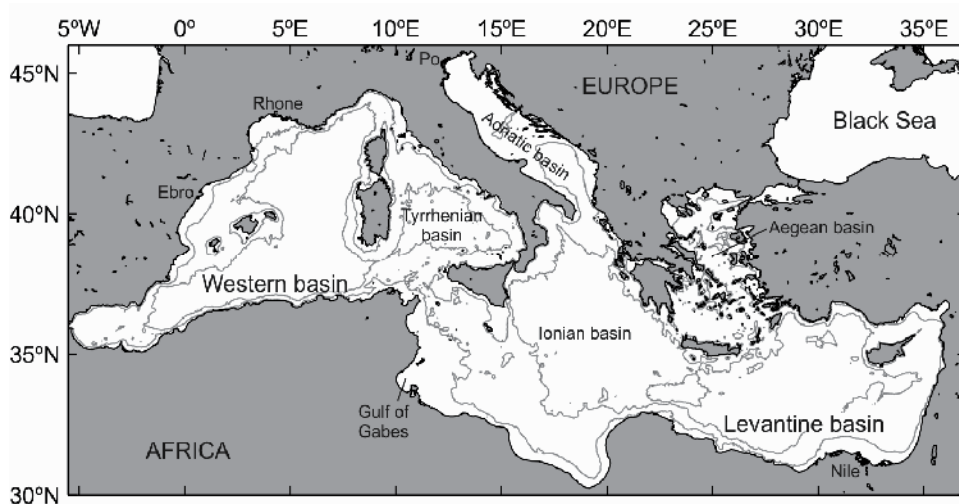 5ºW 0º 5ºE 10ºE 15ºE 20ºE 25ºE 30ºE 35ºE
45ºN
Po
EUROPE
Rhone
Black Sea
Adriatic basin
Ebro
40ºN
Tyrrhenian
basin
Aegean basin
Western basin
Ionian basin
35ºN
Gulf of
Gabes
Levantine basin
AFRICA
Nile
30ºN